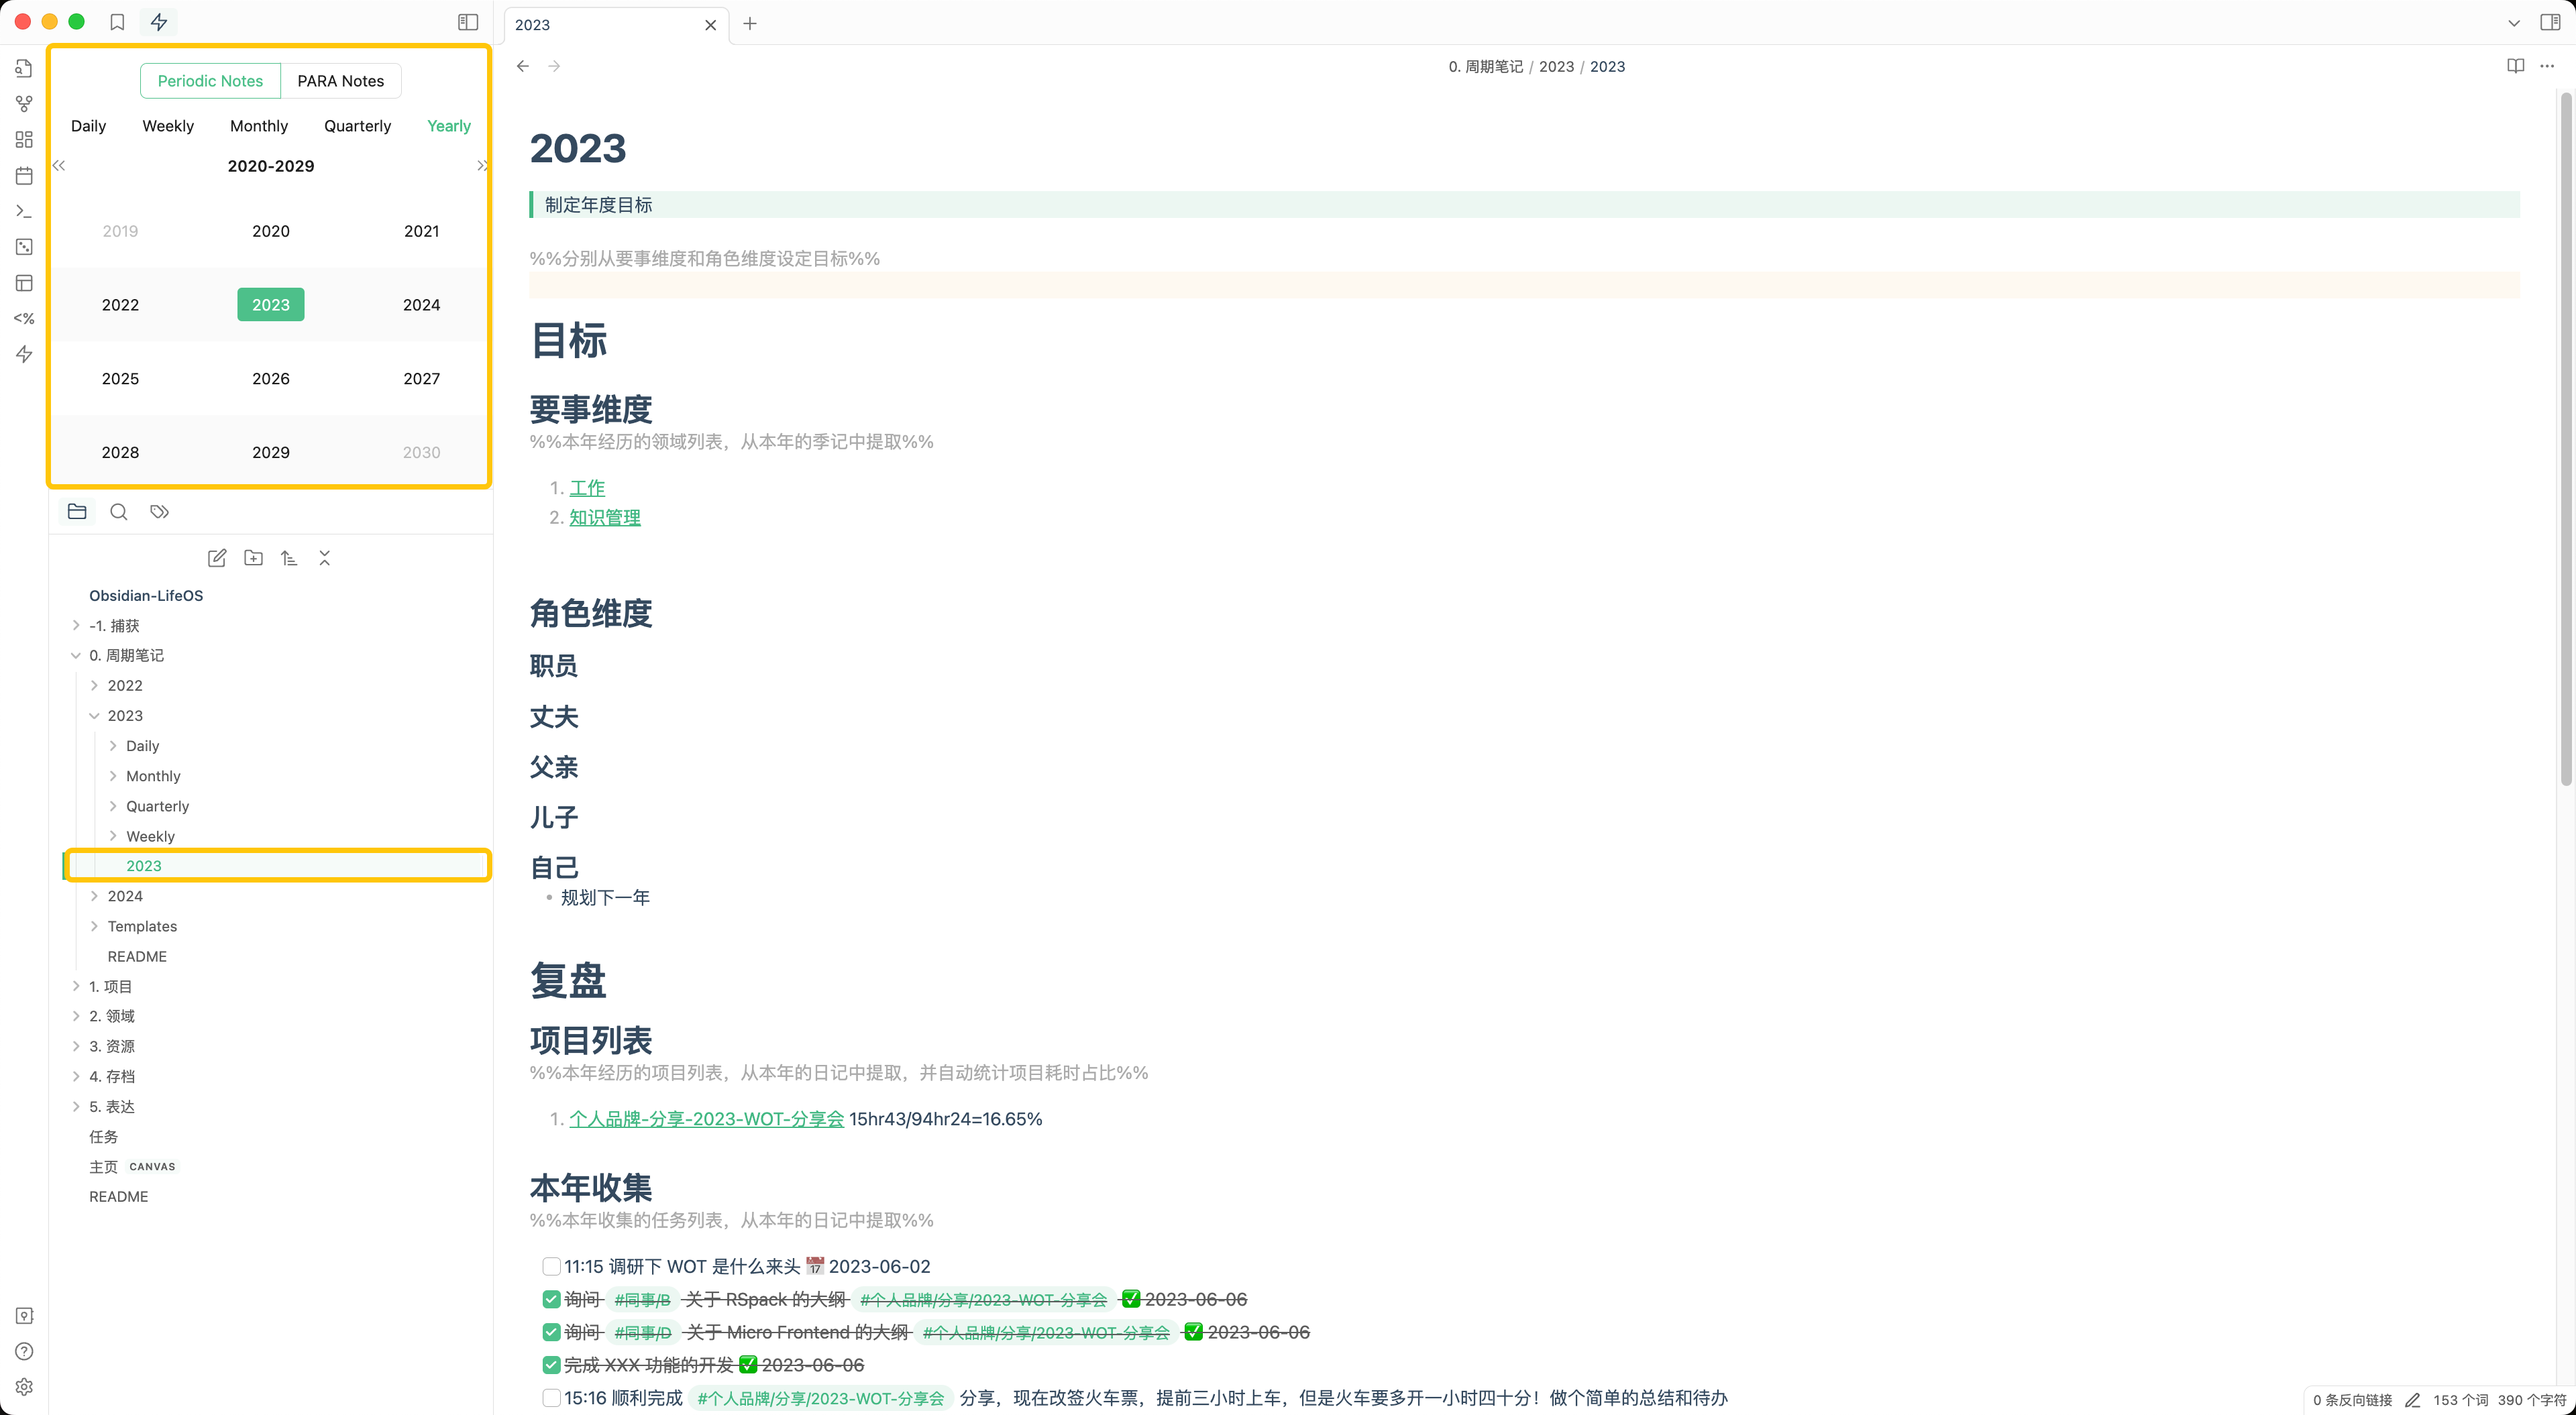 2023
0. 周期笔记 / 2023 / 2023
Periodic Notes PARA Notes
Daily Weekly Monthly Quarterly Yearly
2020-2029
2019 2020 2021
2022 2023 2024
2025 2026 2027
2028 2029 2030
<%
Obsidian-LifeOS
-1. 捕获
0. 周期笔记
2022
2023
Daily
Monthly
Quarterly
Weekly
2023
2024
Templates
README
1. 项目
2. 领域
3. 资源
4. 存档
5. 表达
任务
主页 CANVAS
README
2023
制定年度目标
%%分别从要事维度和角色维度设定目标%%
目标
要事维度
%%本年经历的领域列表，从本年的季记中提取%%
1. 工作
2. 知识管理
角色维度
职员
丈夫
父亲
儿子
自己
• 规划下一年
复盘
项目列表
%%本年经历的项目列表，从本年的日记中提取，并自动统计项目耗时占比%%
1. 个人品牌-分享-2023-WOT-分享会 15hr43/94hr24=16.65%
本年收集
%%本年收集的任务列表，从本年的日记中提取%%
11:15 调研下 WOT 是什么来头 📅 2023-06-02
询问 #同事/B 关于 RSpack 的大纲 #个人品牌/分享/2023-WOT-分享会 ✅ 2023-06-06
询问 #同事/D 关于 Micro Frontend 的大纲 #个人品牌/分享/2023-WOT-分享会 ✅ 2023-06-06
完成 XXX 功能的开发 ✅ 2023-06-06
15:16 顺利完成 #个人品牌/分享/2023-WOT-分享会 分享，现在改签火车票，提前三小时上车，但是火车要多开一小时四十分！做个简单的总结和待办
0 条反向链接 153 个词 390 个字符